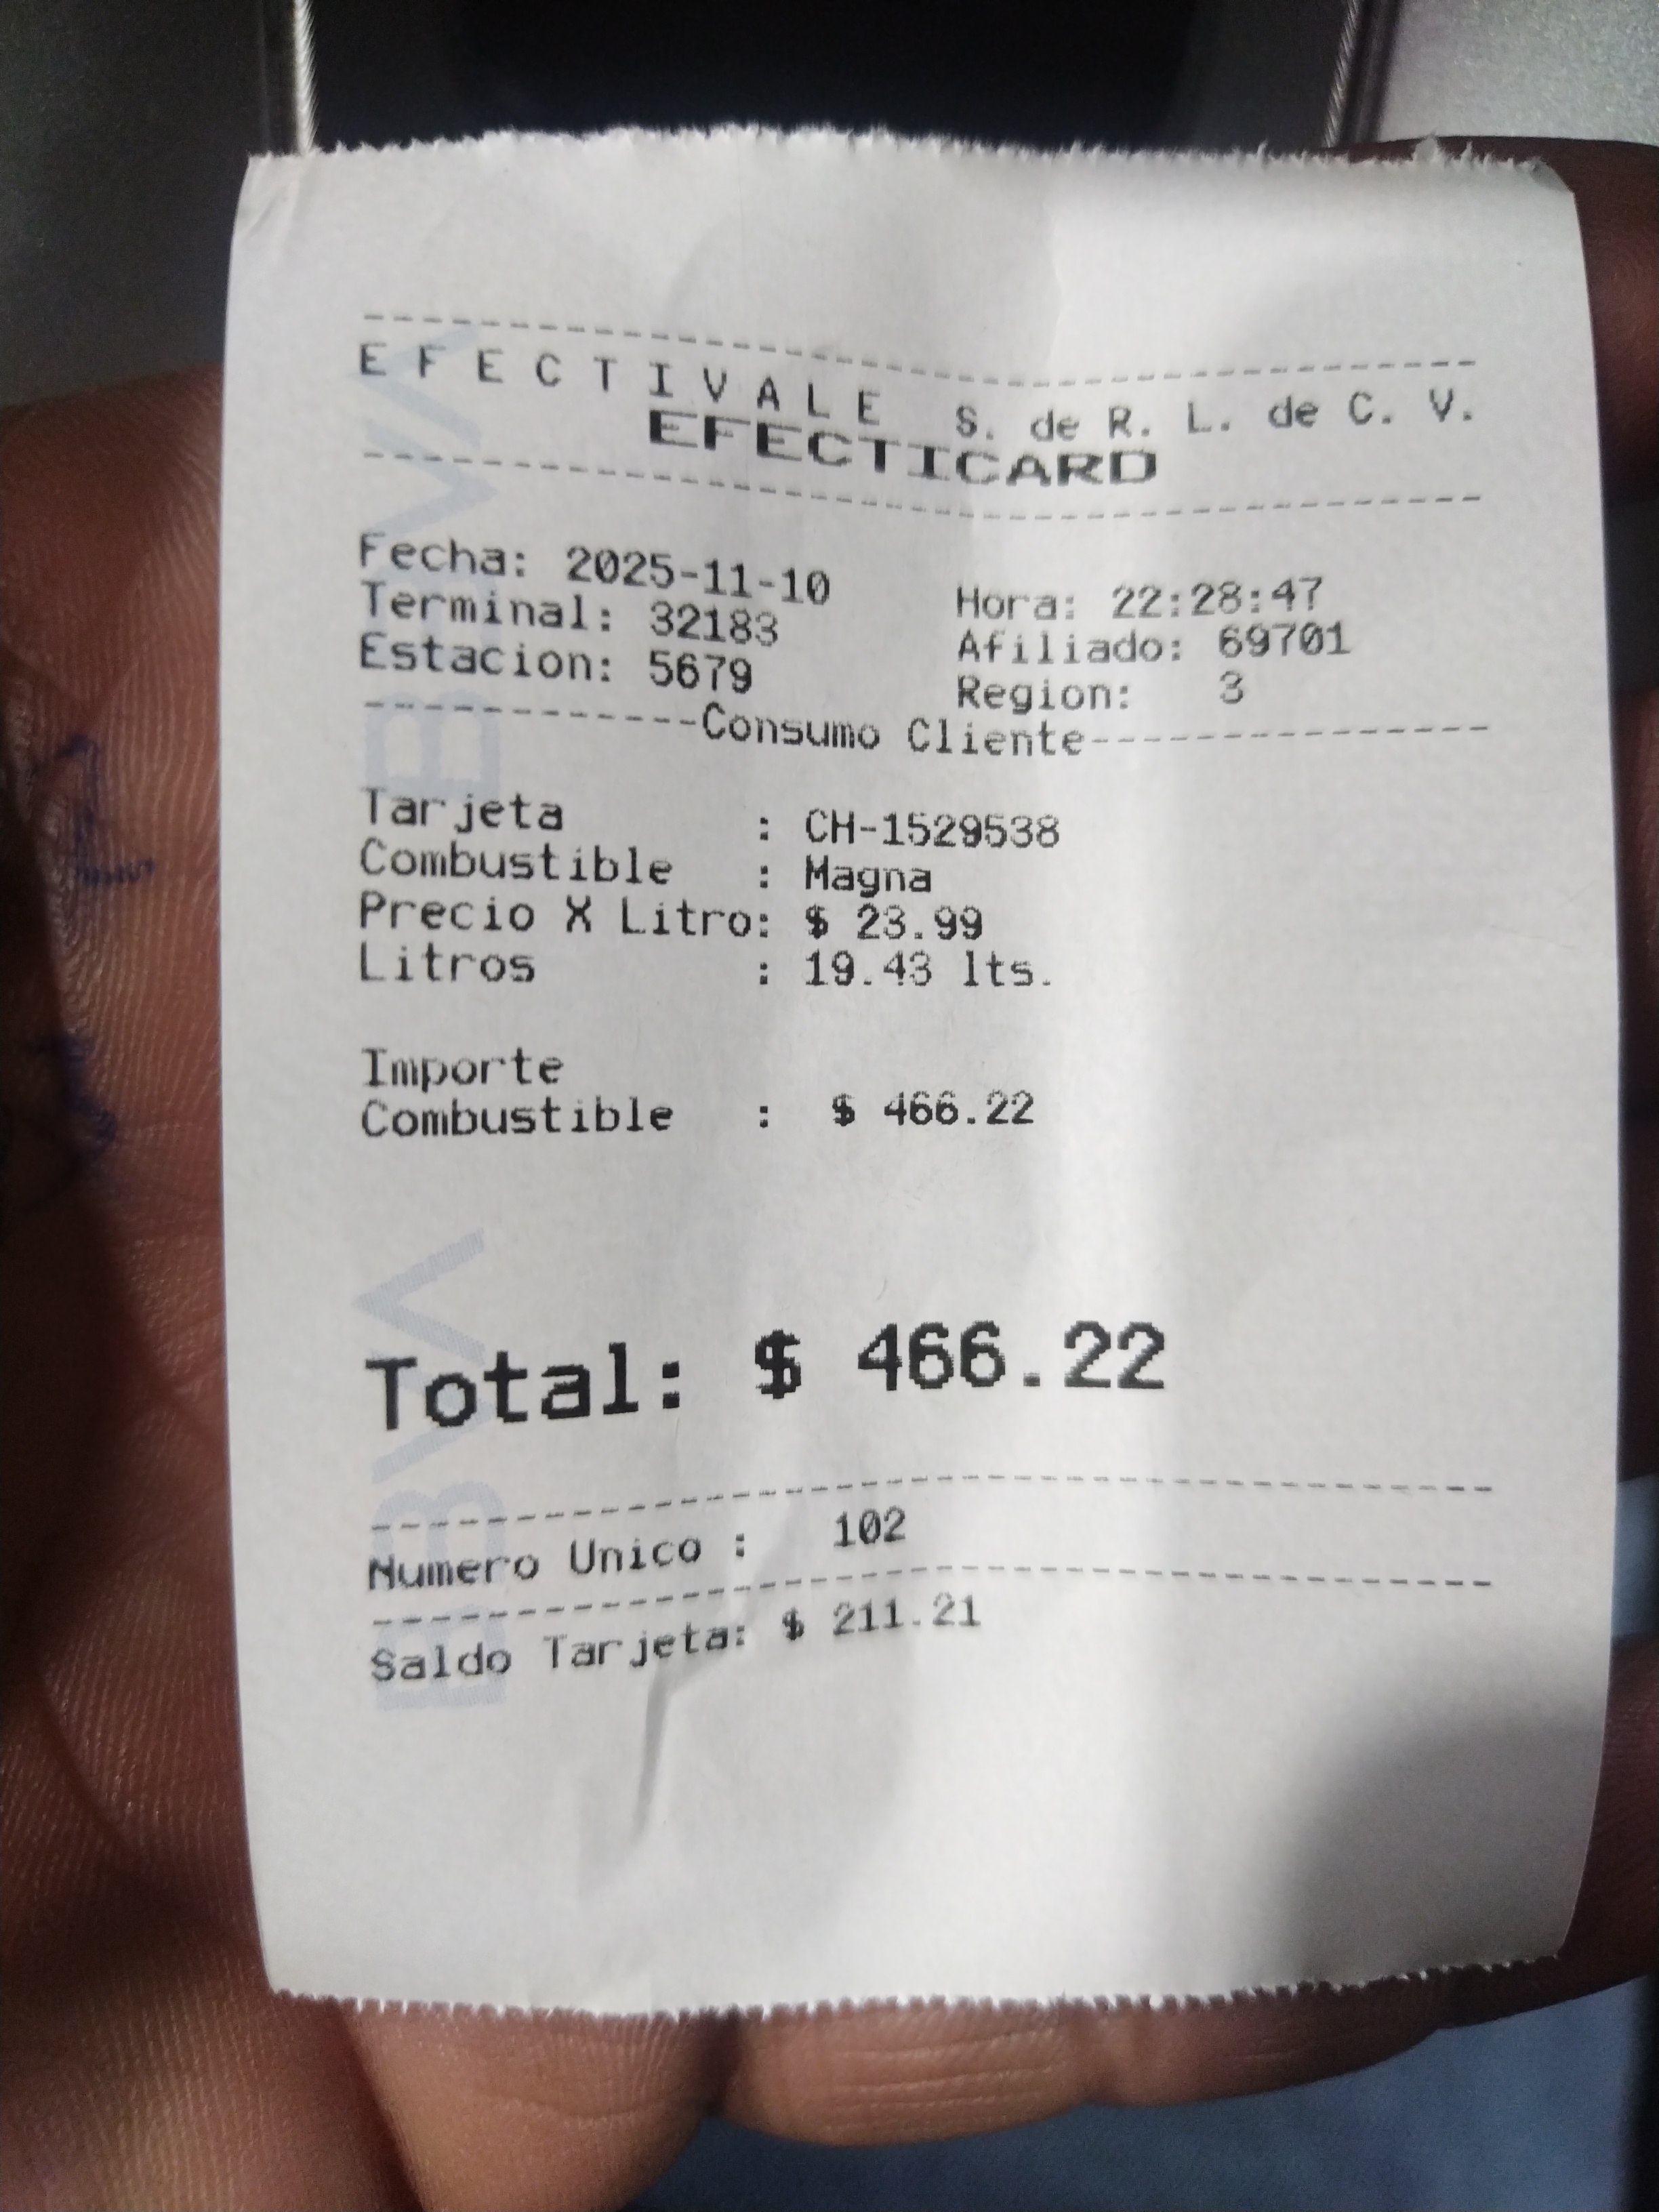 EFECTIVALE S. de R. L. de C. V.
EFECTICARD
Fecha: 2025-11-10 Hora: 22:28:47
Terminal: 32183 Afiliado: 69701
Estacion: 5679 Region: 3
------------Consumo Cliente---------------
Tarjeta : CH-1529538
Combustible : Magna
Precio X Litro: $ 23.99
Litros : 19.43 lts.
Importe
Combustible : $ 466.22
Total: $ 466.22
Numero Unico : 102
Saldo Tarjeta: $ 211.21
BBVA
BBVA